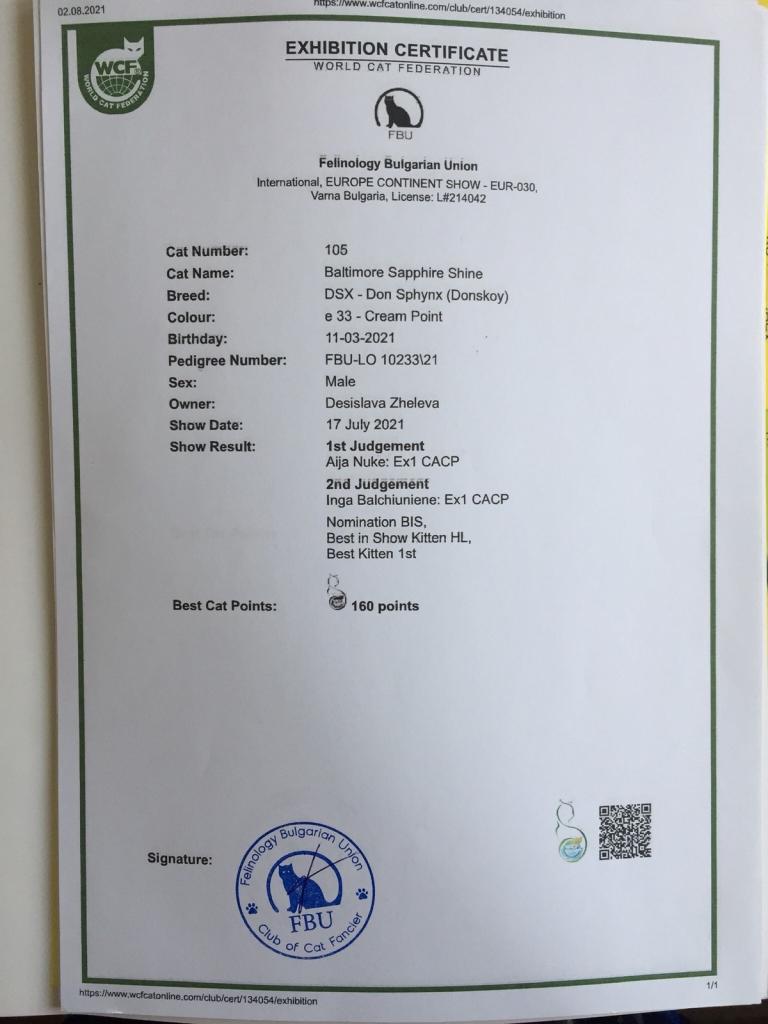 02.08.2021
https://www.wcfcatonline.com/club/cert/134054/exhibition
WCF
WORLD CAT FEDERATION
EXHIBITION CERTIFICATE
WORLD CAT FEDERATION
FBU
Felinology Bulgarian Union
International, EUROPE CONTINENT SHOW - EUR-030,
Varna Bulgaria, License: L#214042
Cat Number: 105
Cat Name: Baltimore Sapphire Shine
Breed: DSX - Don Sphynx (Donskoy)
Colour: e 33 - Cream Point
Birthday: 11-03-2021
Pedigree Number: FBU-LO 10233\21
Sex: Male
Owner: Desislava Zheleva
Show Date: 17 July 2021
Show Result: 1st Judgement
Aija Nuke: Ex1 CACP
2nd Judgement
Inga Balchiuniene: Ex1 CACP
Nomination BIS,
Best in Show Kitten HL,
Best Kitten 1st
Best Cat Points: 160 points
Signature:
Felinology Bulgarian Union
FBU
Club of Cat Fancier
https://www.wcfcatonline.com/club/cert/134054/exhibition
1/1